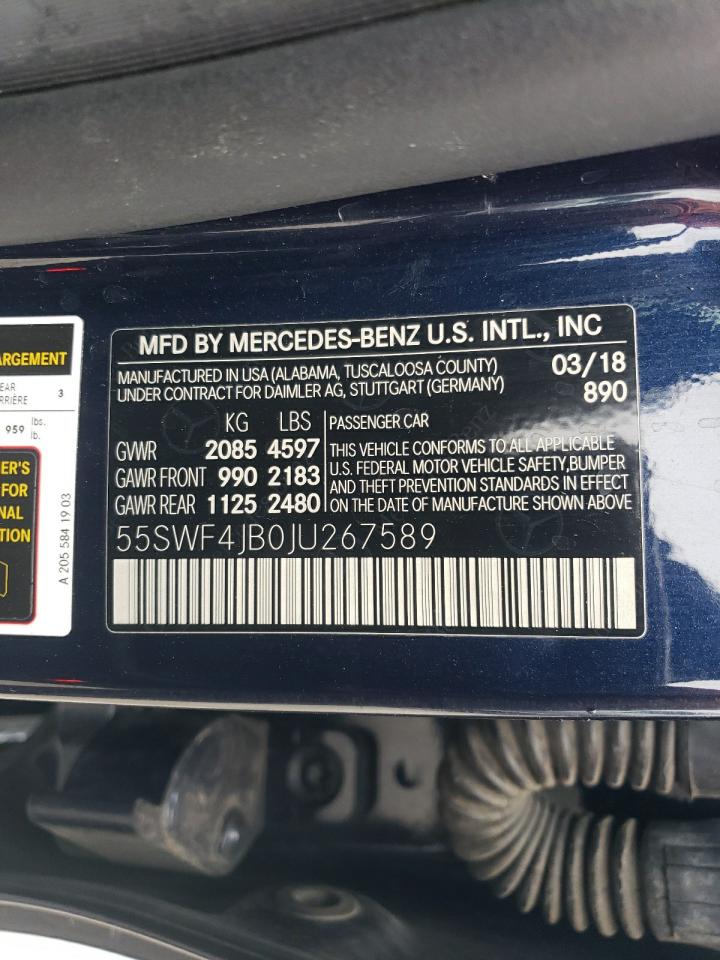 ARGEMENT
EAR
RRIÈRE 3
959 lbs.
lb.
ER'S
FOR
NAL
TION
A 205 584 19 03
MFD BY MERCEDES-BENZ U.S. INTL., INC
MANUFACTURED IN USA (ALABAMA, TUSCALOOSA COUNTY) 03/18
UNDER CONTRACT FOR DAIMLER AG, STUTTGART (GERMANY) 890
KG LBS PASSENGER CAR
GVWR 2085 4597
GAWR FRONT 990 2183
GAWR REAR 1125 2480
THIS VEHICLE CONFORMS TO ALL APPLICABLE
U.S. FEDERAL MOTOR VEHICLE SAFETY, BUMPER
AND THEFT PREVENTION STANDARDS IN EFFECT
ON THE DATE OF MANUFACTURE SHOWN ABOVE
55SWF4JB0JU267589